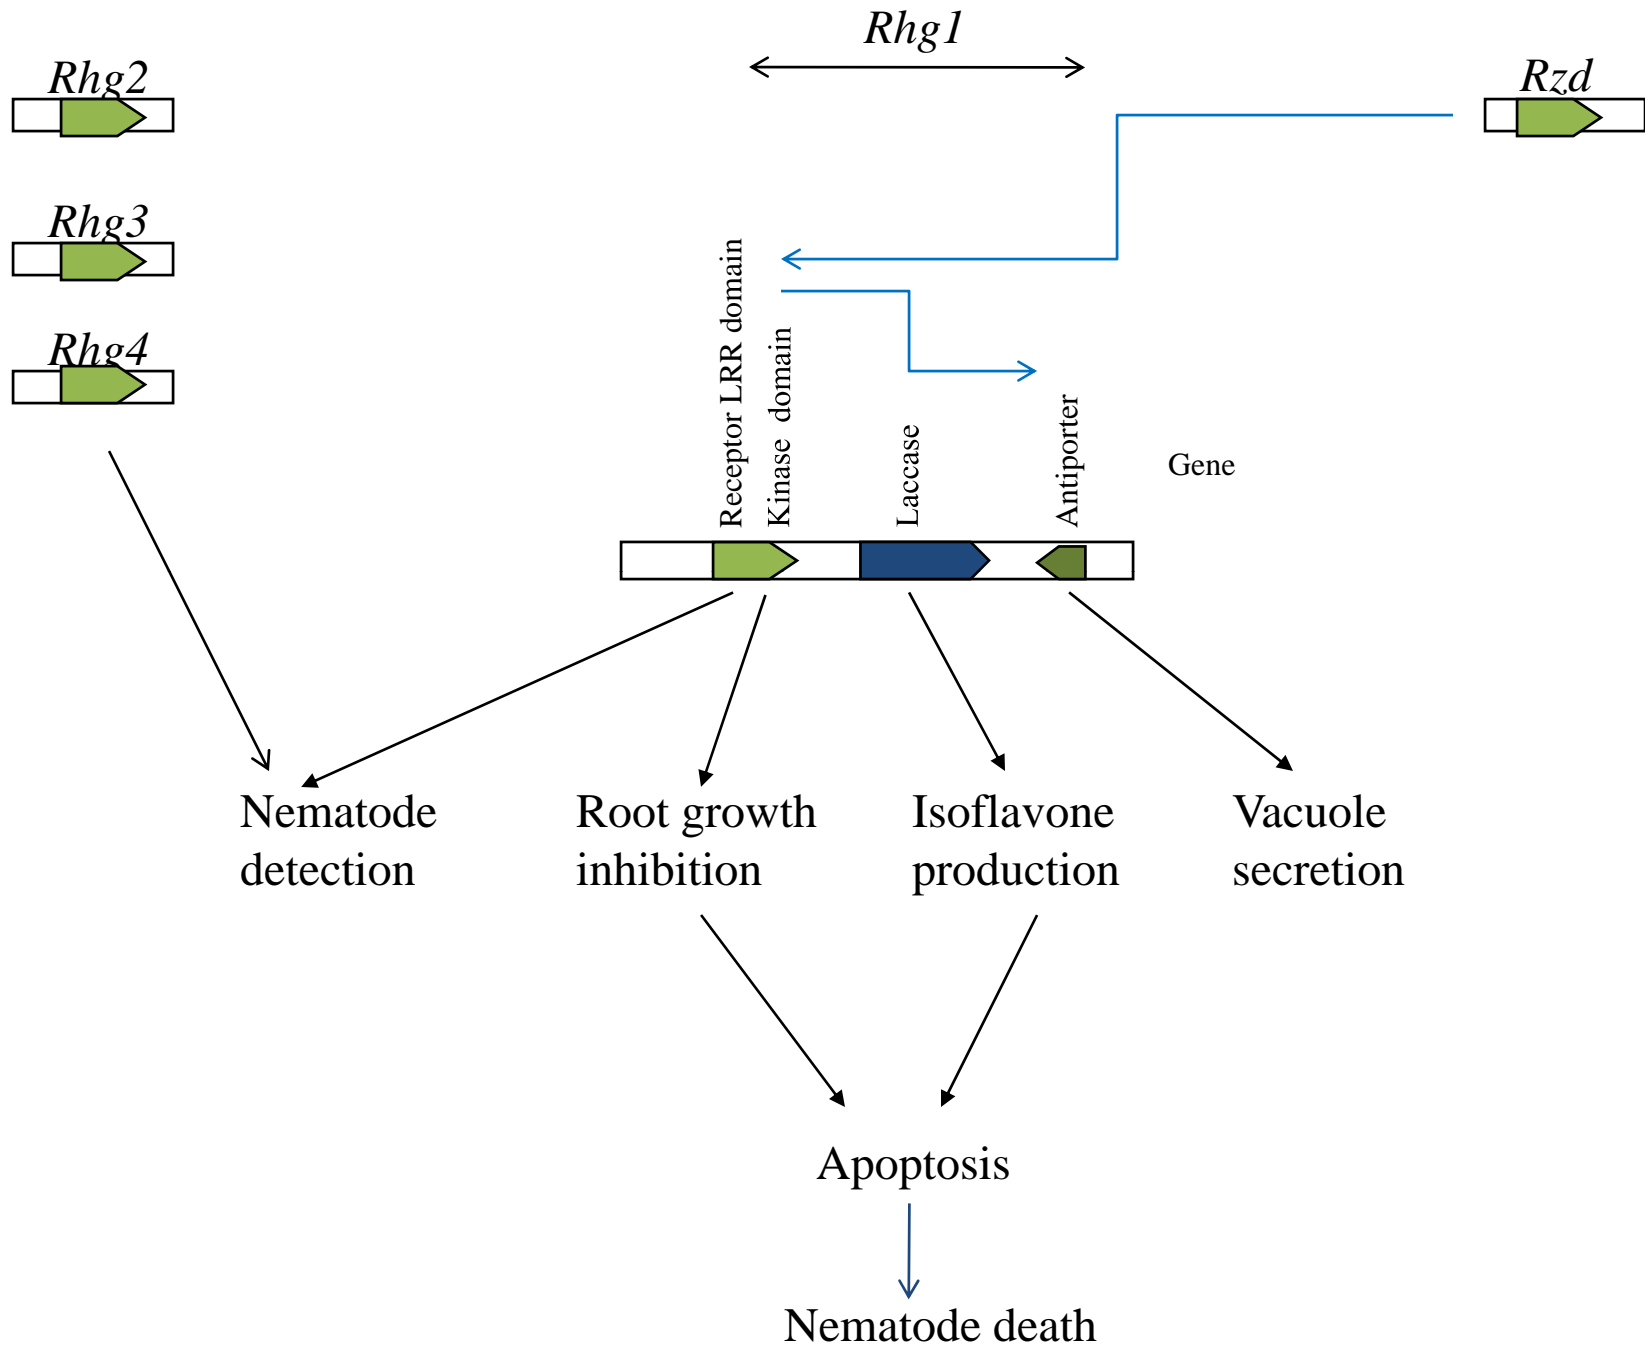 Rhg1
Rhg2
Rzd
Rhg3
Rhg4
Receptor LRR domain
Kinase domain
Laccase
Antiporter
Gene
Nematode
detection
Root growth
inhibition
Isoflavone
production
Vacuole
secretion
Apoptosis
Nematode death